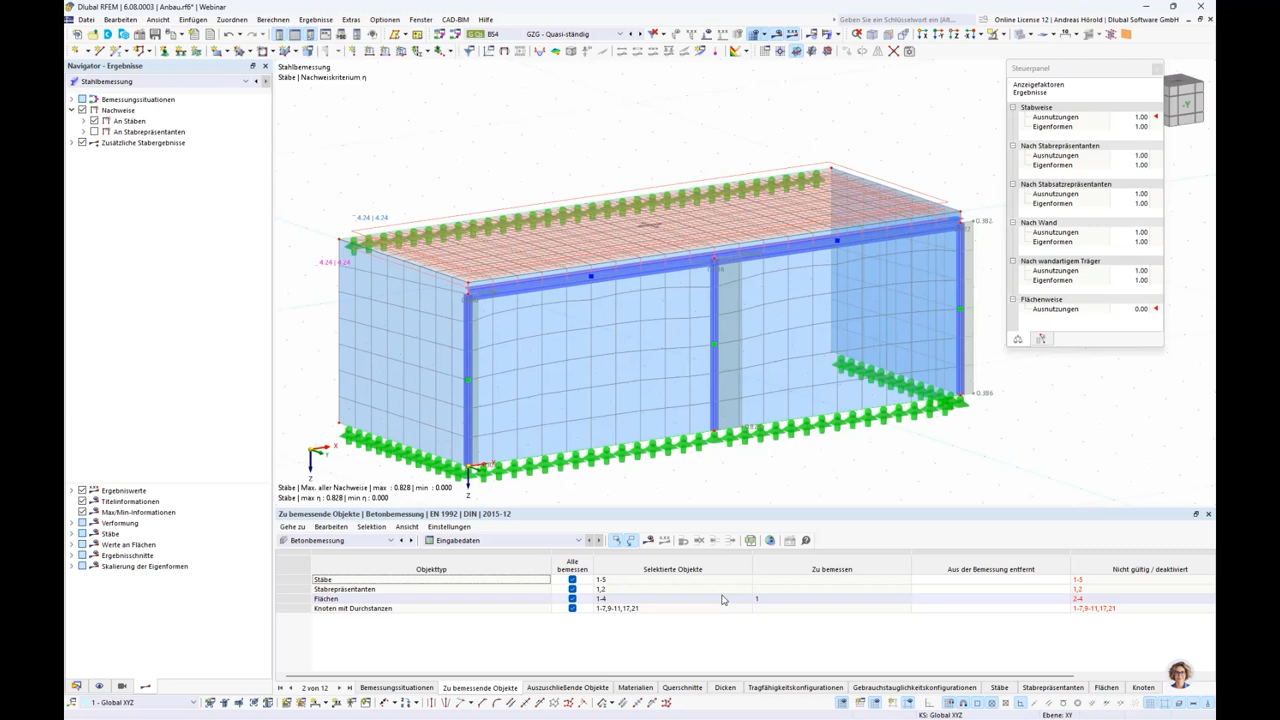 Dlubal RFEM | 6.08.0003 | Anbau.rf6* | Webinar
Datei Bearbeiten Ansicht Einfügen Zuordnen Berechnen Ergebnisse Extras Optionen Fenster CAD-BIM Hilfe
Geben Sie ein Schlüsselwort ein (Al
Online License 12 | Andreas Hörold | Dlubal Software GmbH
BS4 GZG - Quasi-ständig
Navigator - Ergebnisse
Stahlbemessung
Bemessungssituationen
Nachweise
An Stäben
An Stabrepräsentanten
Zusätzliche Stabergebnisse
Ergebniswerte
Titelinformationen
Max/Min-Informationen
Verformung
Stäbe
Werte an Flächen
Ergebnisschnitte
Skalierung der Eigenformen
Stahlbemessung
Stäbe | Nachweiskriterium η
4.24 | 4.24
4.24 | 4.24
0.382
0.386
X
Y
Z
Z
-Y
Stäbe | Max. aller Nachweise | max : 0.828 | min : 0.000
Stäbe | max η : 0.828 | min η : 0.000
Steuerpanel
Anzeigefaktoren
Ergebnisse
Stabweise
Ausnutzungen 1.00
Eigenformen 1.00
Nach Stabrepräsentanten
Ausnutzungen 1.00
Eigenformen 1.00
Nach Stabsatzrepräsentanten
Ausnutzungen 1.00
Eigenformen 1.00
Nach Wand
Ausnutzungen 1.00
Eigenformen 1.00
Nach wandartigem Träger
Ausnutzungen 1.00
Eigenformen 1.00
Flächenweise
Ausnutzungen 0.00
Zu bemessende Objekte | Betonbemessung | EN 1992 | DIN | 2015-12
Gehe zu Bearbeiten Selektion Ansicht Einstellungen
Betonbemessung Eingabedaten
Objekttyp Alle bemessen Selektierte Objekte Zu bemessen Aus der Bemessung entfernt Nicht gültig / deaktiviert
Stäbe 1-5 1-5
Stabrepräsentanten 1,2 1,2
Flächen 1-4 1 2-4
Knoten mit Durchstanzen 1-7,9-11,17,21 1-7,9-11,17,21
2 von 12 Bemessungssituationen Zu bemessende Objekte Auszuschließende Objekte Materialien Querschnitte Dicken Tragfähigkeitskonfigurationen Gebrauchstauglichkeitskonfigurationen Stäbe Stabrepräsentanten Flächen Knoten
1 - Global XYZ
KS: Global XYZ Ebene: XY